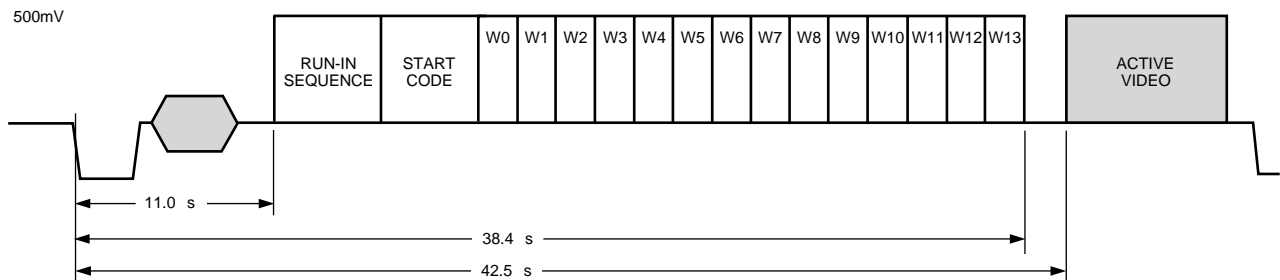 500mV
RUN-IN
SEQUENCE
START
CODE
W0 W1 W2 W3 W4 W5 W6 W7 W8 W9 W10 W11 W12 W13
ACTIVE
VIDEO
11.0 s
38.4 s
42.5 s